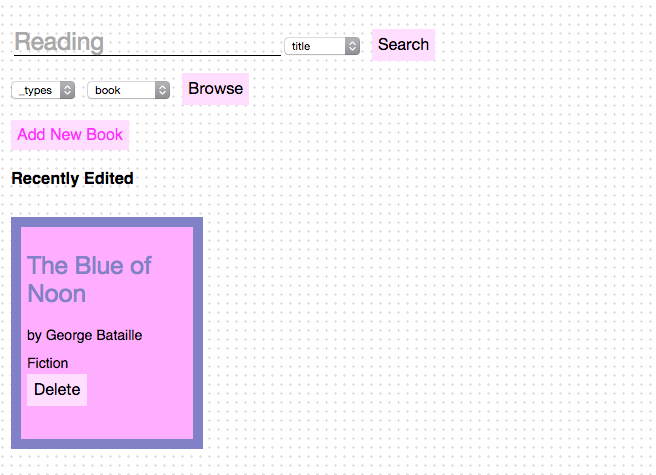 Reading title Search
_types book Browse
Add New Book
Recently Edited
The Blue of
Noon
by George Bataille
Fiction
Delete